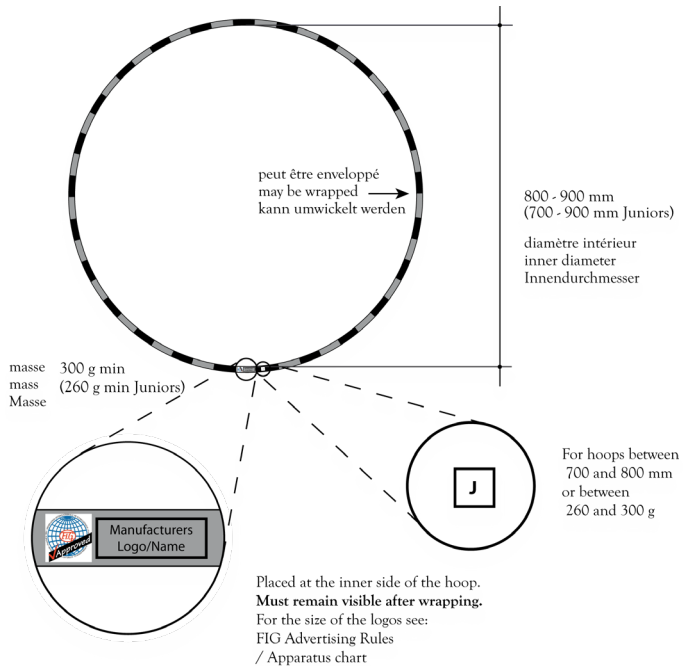 peut être enveloppé
may be wrapped
kann umwickelt werden
800 - 900 mm
(700 - 900 mm Juniors)
diamètre intérieur
inner diameter
Innendurchmesser
masse 300 g min
mass (260 g min Juniors)
Masse
For hoops between
700 and 800 mm
or between
260 and 300 g
J
FIG
Approved
Manufacturers
Logo/Name
Placed at the inner side of the hoop.
Must remain visible after wrapping.
For the size of the logos see:
FIG Advertising Rules
/ Apparatus chart